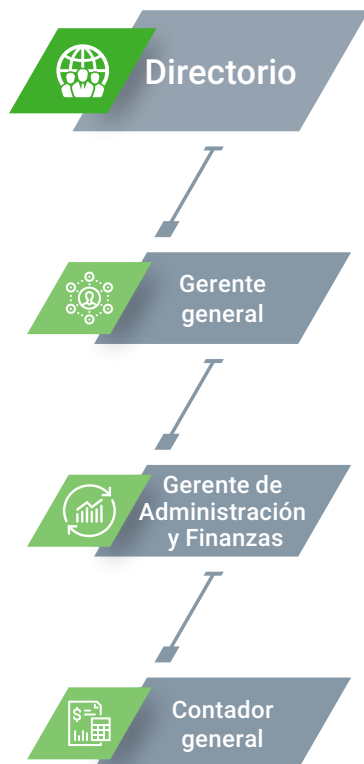 Directorio
Gerente
general
Gerente de
Administración
y Finanzas
Contador
general